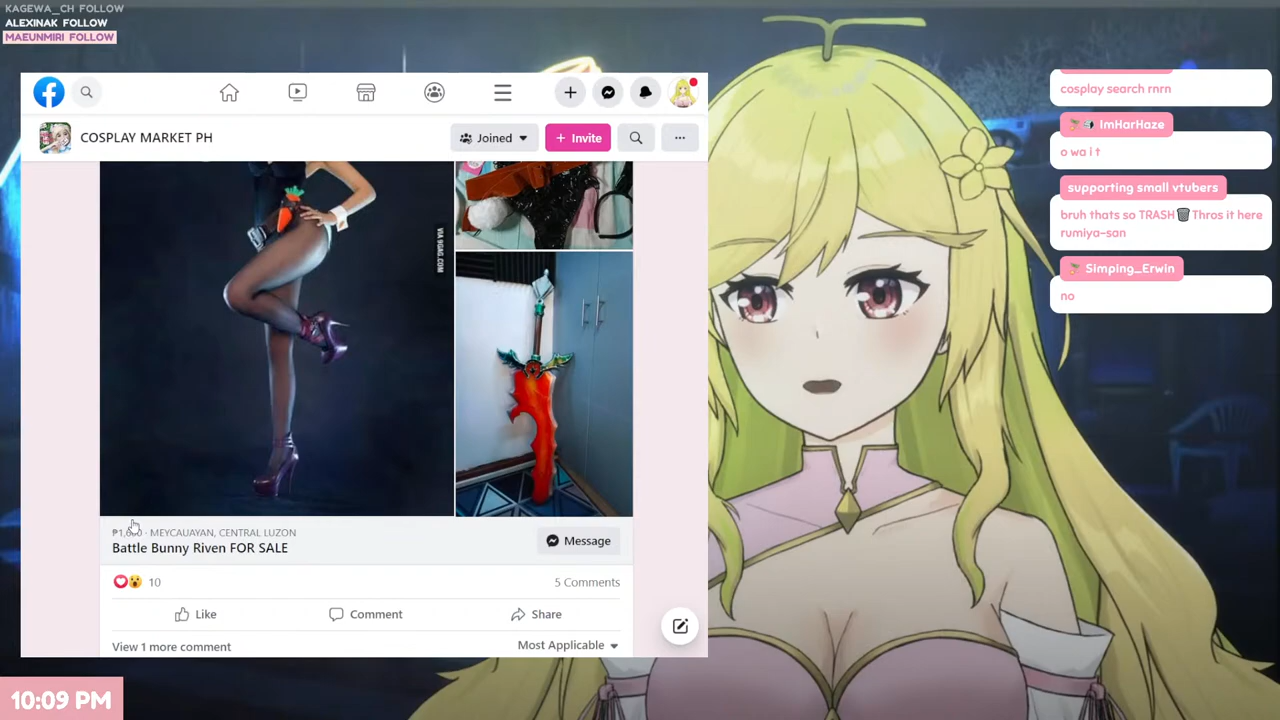 KAGEWA_CH FOLLOW
ALEXINAK FOLLOW
MAEUNMIRI FOLLOW
COSPLAY MARKET PH
Joined
+ Invite
VIA 9GAG.COM
MEYCAUAYAN, CENTRAL LUZON
Battle Bunny Riven FOR SALE
Message
10
5 Comments
Like
Comment
Share
View 1 more comment
Most Applicable
cosplay search rnrn
ImHarHaze
o wa i t
supporting small vtubers
bruh thats so TRASH🗑️Thros it here
rumiya-san
Simping_Erwin
no
10:09 PM